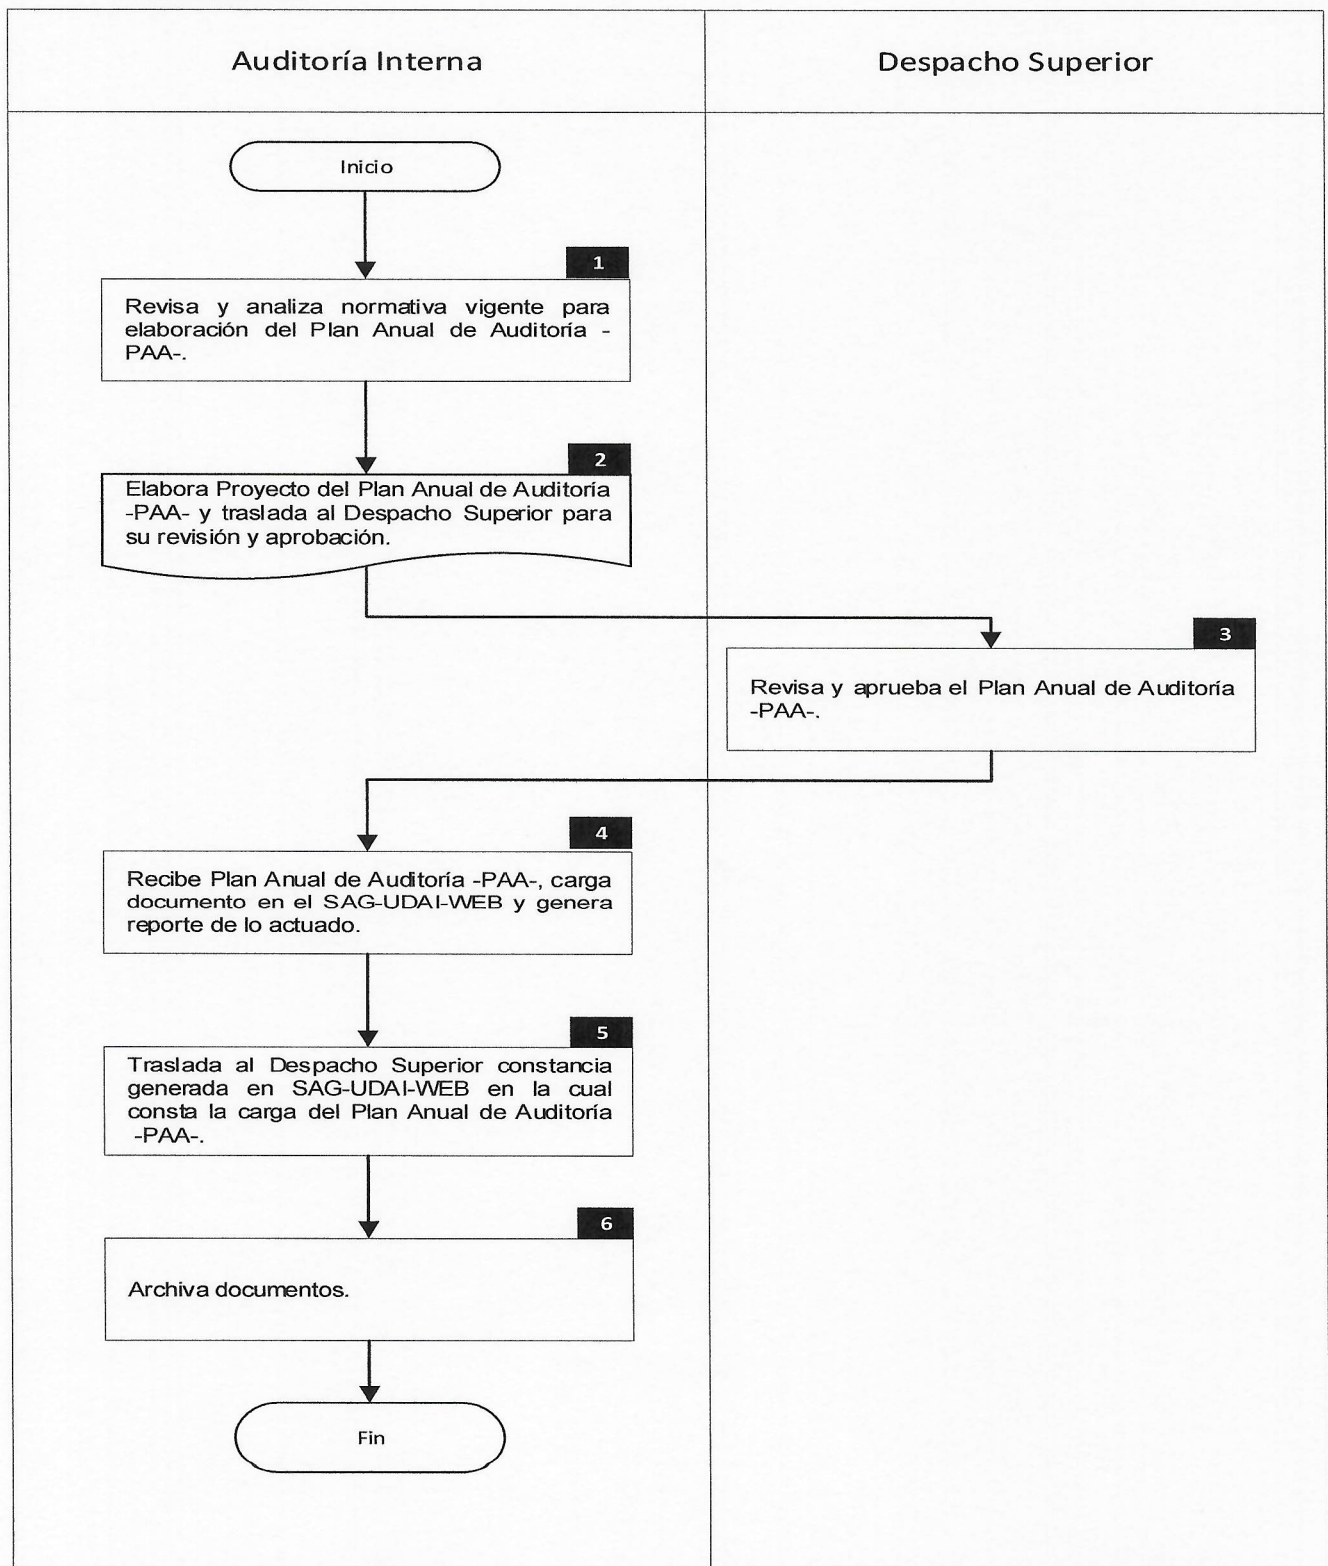 Auditoría Interna
Despacho Superior
Inicio
1
Revisa y analiza normativa vigente para
elaboración del Plan Anual de Auditoría -
PAA-.
2
Elabora Proyecto del Plan Anual de Auditoría
-PAA- y traslada al Despacho Superior para
su revisión y aprobación.
3
Revisa y aprueba el Plan Anual de Auditoría
-PAA-.
4
Recibe Plan Anual de Auditoría -PAA-, carga
documento en el SAG-UDAI-WEB y genera
reporte de lo actuado.
5
Traslada al Despacho Superior constancia
generada en SAG-UDAI-WEB en la cual
consta la carga del Plan Anual de Auditoría
-PAA-.
6
Archiva documentos.
Fin